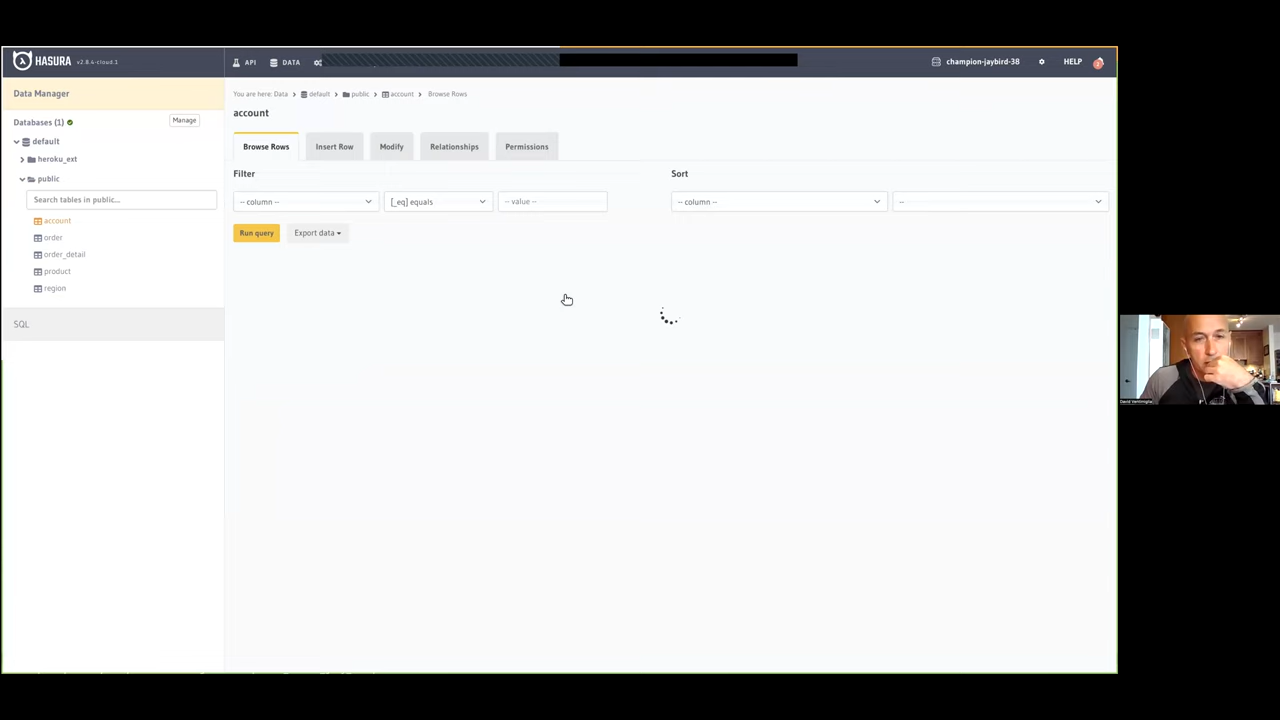 HASURA v2.8.4-cloud.1
API
DATA
champion-jaybird-38
HELP
Data Manager
You are here: Data > default > public > account > Browse Rows
account
Databases (1)
Manage
default
heroku_ext
public
Search tables in public...
account
order
order_detail
product
region
SQL
Browse Rows
Insert Row
Modify
Relationships
Permissions
Filter
Sort
-- column --
[_eq] equals
-- value --
-- column --
--
Run query
Export data